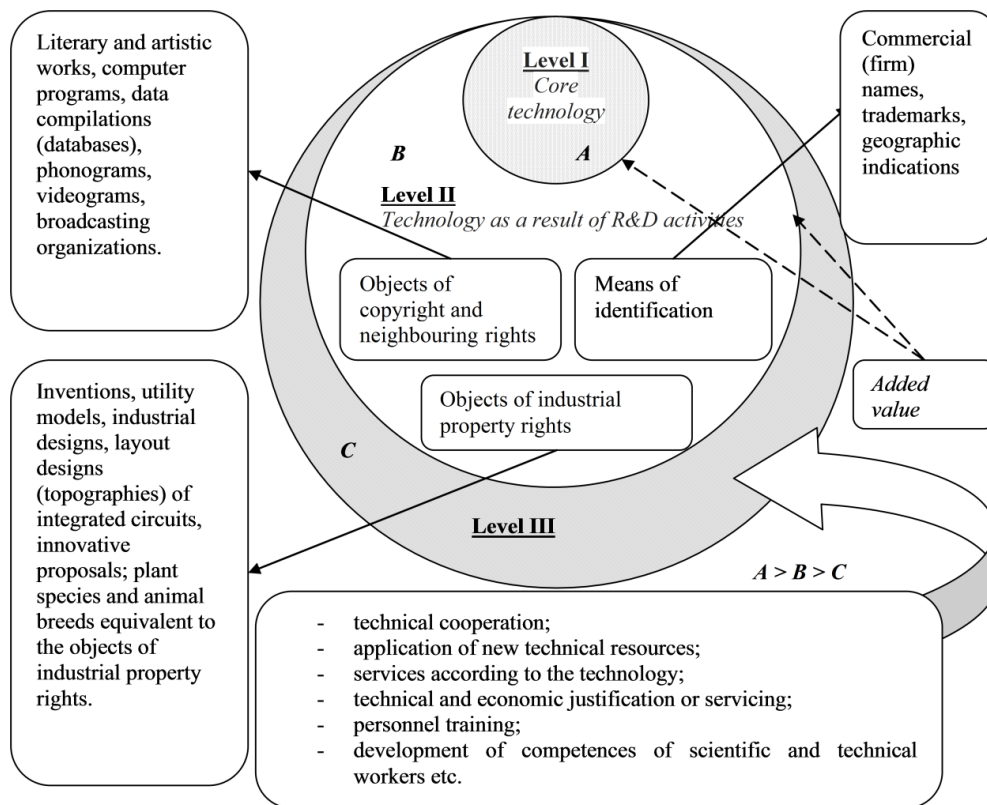 Literary and artistic
works, computer
programs, data
compilations
(databases),
phonograms,
videograms,
broadcasting
organizations.
Level I
Core
technology
A
B
Level II
Technology as a result of R&D activities
Commercial
(firm)
names,
trademarks,
geographic
indications
Objects of
copyright and
neighbouring rights
Means of
identification
Objects of industrial
property rights
Added
value
Inventions, utility
models, industrial
designs, layout
designs
(topographies) of
integrated circuits,
innovative
proposals; plant
species and animal
breeds equivalent to
the objects of
industrial property
rights.
C
Level III
A > B > C
- technical cooperation;
- application of new technical resources;
- services according to the technology;
- technical and economic justification or servicing;
- personnel training;
- development of competences of scientific and technical
workers etc.